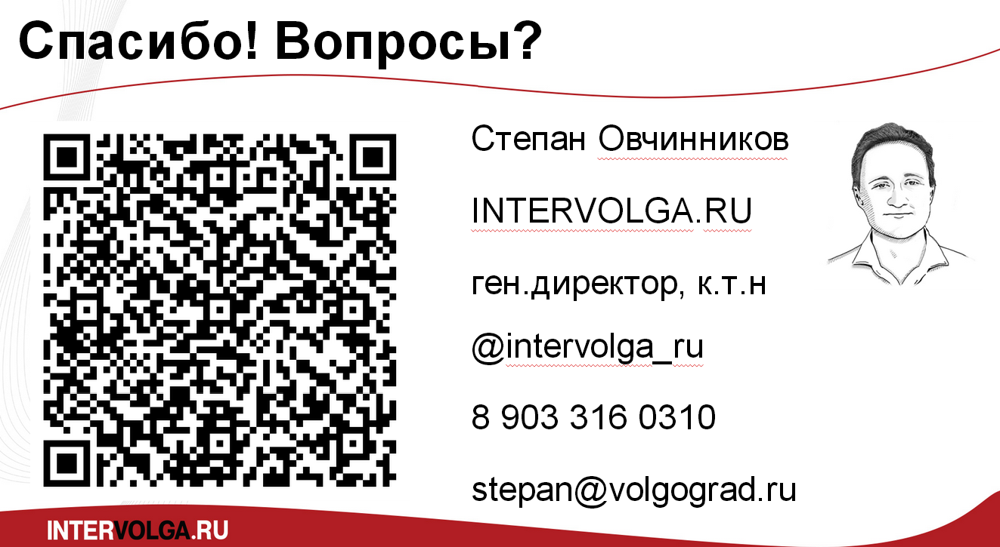 Спасибо! Вопросы?
Степан Овчинников
INTERVOLGA.RU
ген.директор, к.т.н
@intervolga_ru
8 903 316 0310
stepan@volgograd.ru
INTERVOLGA.RU